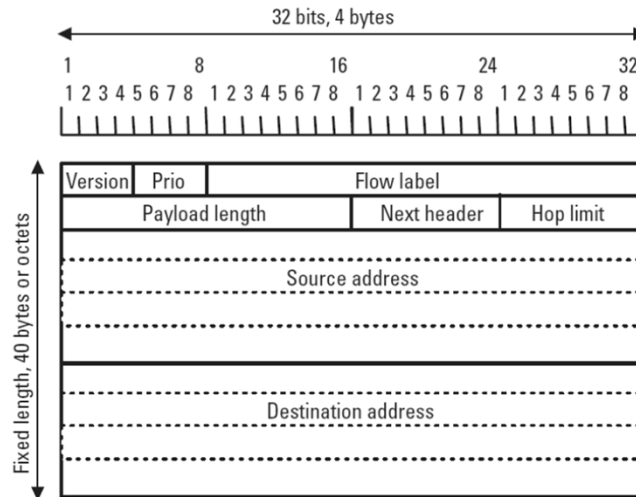 32 bits, 4 bytes
1 8 16 24 32
1 2 3 4 5 6 7 8 1 2 3 4 5 6 7 8 1 2 3 4 5 6 7 8 1 2 3 4 5 6 7 8
Fixed length, 40 bytes or octets
Version Prio Flow label
Payload length Next header Hop limit
Source address
Destination address